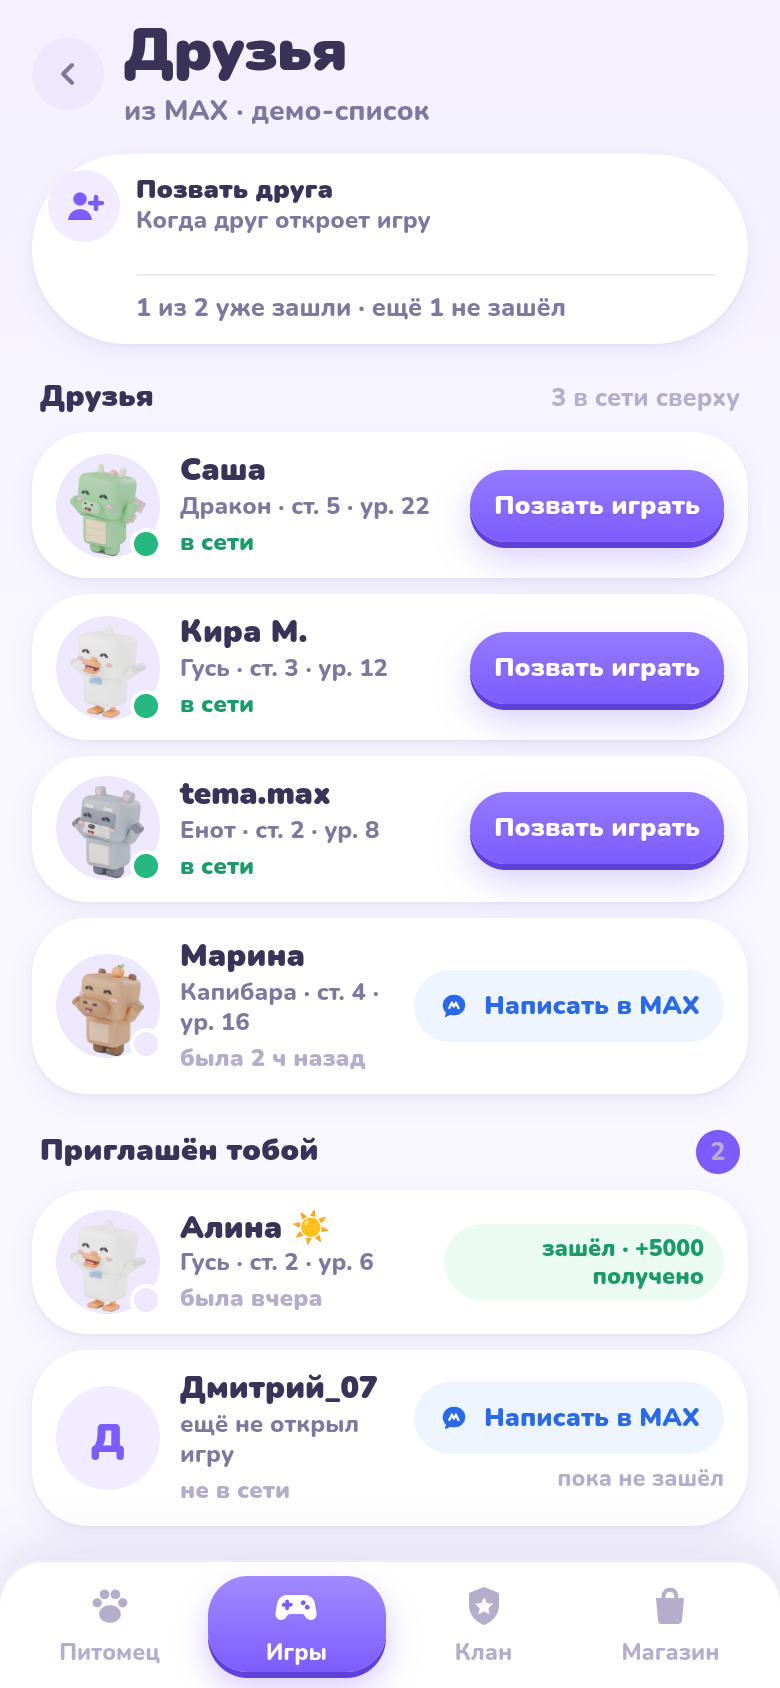 Друзья
из MAX · демо-список
Позвать друга
Когда друг откроет игру
1 из 2 уже зашли · ещё 1 не зашёл
Друзья
3 в сети сверху
Саша
Дракон · ст. 5 · ур. 22
в сети
Позвать играть
Кира М.
Гусь · ст. 3 · ур. 12
в сети
Позвать играть
tema.max
Енот · ст. 2 · ур. 8
в сети
Позвать играть
Марина
Капибара · ст. 4 ·
ур. 16
была 2 ч назад
Написать в MAX
Приглашён тобой
2
Алина ☀️
Гусь · ст. 2 · ур. 6
была вчера
зашёл · +5000
получено
Д
Дмитрий_07
ещё не открыл
игру
не в сети
Написать в MAX
пока не зашёл
Питомец
Игры
Клан
Магазин